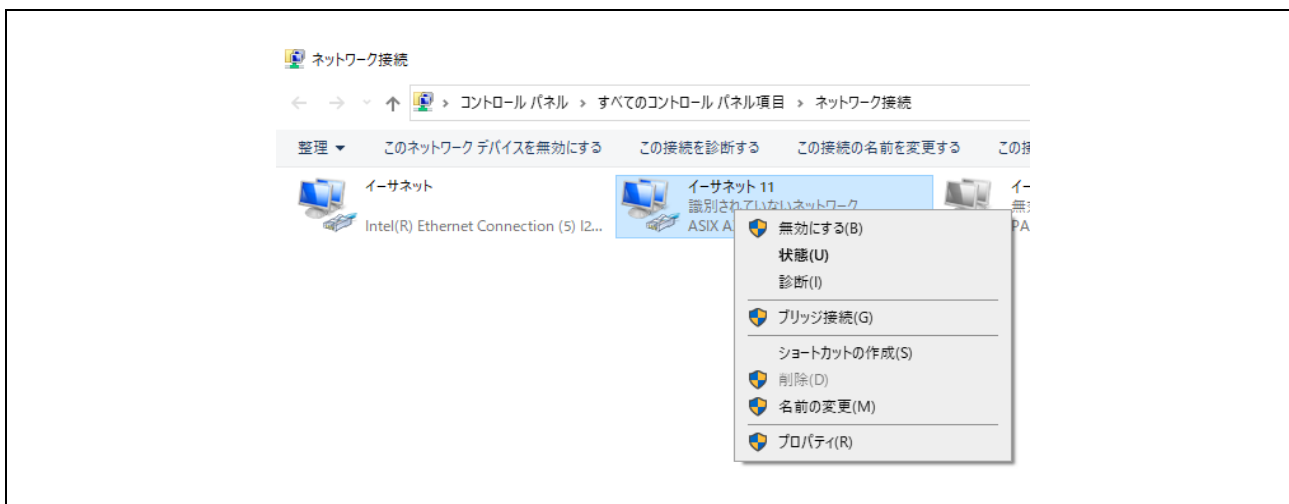 ネットワーク接続
コントロール パネル › すべてのコントロール パネル項目 › ネットワーク接続
整理 このネットワーク デバイスを無効にする この接続を診断する この接続の名前を変更する この接
イーサネット イーサネット 11 イー
識別されていないネットワーク
Intel(R) Ethernet Connection (5) I2... ASIX A PA
無効にする(B)
状態(U)
診断(I)
ブリッジ接続(G)
ショートカットの作成(S)
削除(D)
名前の変更(M)
プロパティ(R)